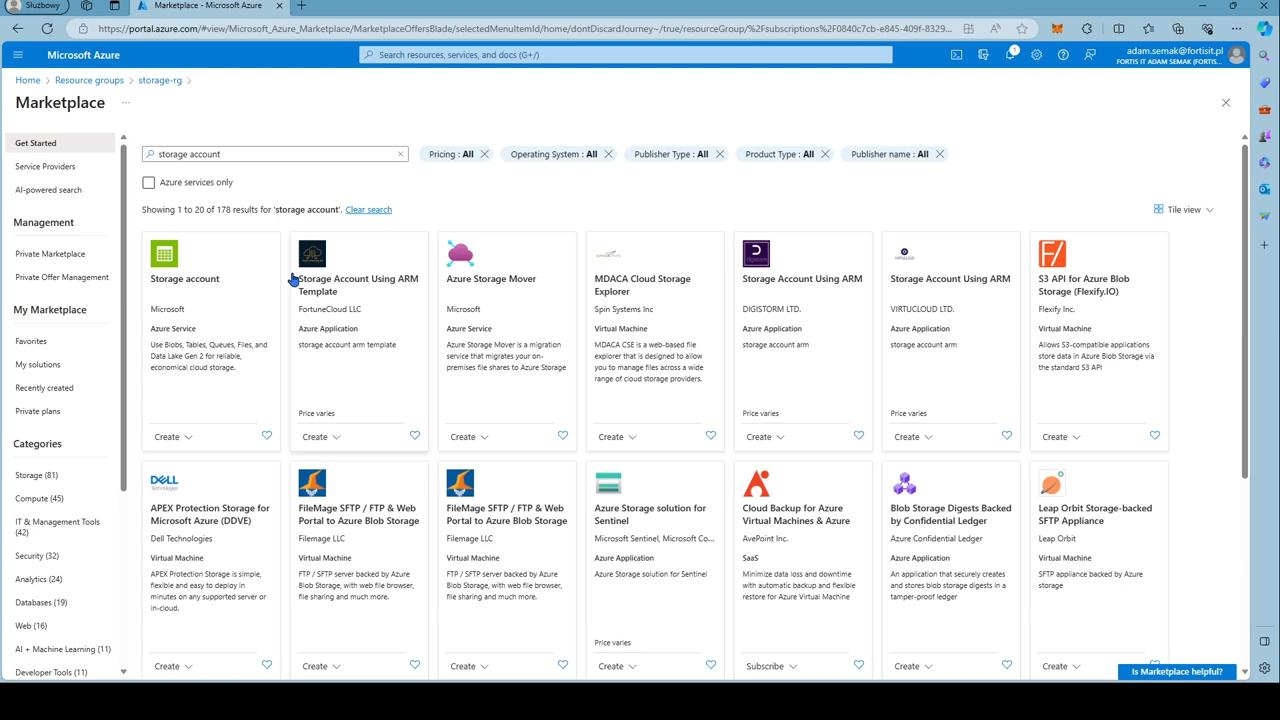 Służbowy
Marketplace - Microsoft Azure
https://portal.azure.com/#view/Microsoft_Azure_Marketplace/MarketplaceOffersBlade/selectedMenuItemId/home/dontDiscardJourney~/true/resourceGroup/%2Fsubscriptions%2F0840c7cb-e845-409f-8329...
Microsoft Azure
Search resources, services, and docs (G+/)
1
adam.semak@fortisit.pl
FORTIS IT ADAM SEMAK (FORTIS...
Home > Resource groups > storage-rg >
Marketplace ...
Get Started
Service Providers
AI-powered search
Management
Private Marketplace
Private Offer Management
My Marketplace
Favorites
My solutions
Recently created
Private plans
Categories
Storage (81)
Compute (45)
IT & Management Tools
(42)
Security (32)
Analytics (24)
Databases (19)
Web (16)
AI + Machine Learning (11)
Developer Tools (11)
storage account
Pricing : All
Operating System : All
Publisher Type : All
Product Type : All
Publisher name : All
Azure services only
Showing 1 to 20 of 178 results for 'storage account'. Clear search
Tile view
Storage account
Microsoft
Azure Service
Use Blobs, Tables, Queues, Files, and
Data Lake Gen 2 for reliable,
economical cloud storage.
Create
Storage Account Using ARM
Template
FortuneCloud LLC
Azure Application
storage account arm template
Price varies
Create
Azure Storage Mover
Microsoft
Azure Service
Azure Storage Mover is a migration
service that migrates your on-
premises file shares to Azure Storage
Create
MDACA Cloud Storage
Explorer
Spin Systems Inc
Virtual Machine
MDACA CSE is a web-based file
explorer that is designed to allow
you to manage files across a wide
range of cloud storage providers.
Create
Storage Account Using ARM
DIGISTORM LTD.
Azure Application
storage account arm
Price varies
Create
Storage Account Using ARM
VIRTUCLOUD LTD.
Azure Application
storage account arm
Price varies
Create
S3 API for Azure Blob
Storage (Flexify.IO)
Flexify Inc.
Virtual Machine
Allows S3-compatible applications
store data in Azure Blob Storage via
the standard S3 API
Create
DELL
Technologies
APEX Protection Storage for
Microsoft Azure (DDVE)
Dell Technologies
Virtual Machine
APEX Protection Storage is simple,
flexible and easy to deploy in
minutes on any supported server or
in-cloud.
Create
FileMage SFTP / FTP & Web
Portal to Azure Blob Storage
Filemage LLC
Virtual Machine
FTP / SFTP server backed by Azure
Blob Storage, with web file browser,
file sharing and much more.
Create
FileMage SFTP / FTP & Web
Portal to Azure Blob Storage
Filemage LLC
Virtual Machine
FTP / SFTP server backed by Azure
Blob Storage, with web file browser,
file sharing and much more.
Create
Azure Storage solution for
Sentinel
Microsoft Sentinel, Microsoft Co...
Azure Application
Azure Storage solution for Sentinel
Price varies
Create
Cloud Backup for Azure
Virtual Machines & Azure
AvePoint Inc.
SaaS
Minimize data loss and downtime
with automatic backup and flexible
restore for Azure Virtual Machine
Subscribe
Blob Storage Digests Backed
by Confidential Ledger
Azure Confidential Ledger
Azure Application
An application that securely creates
and stores blob storage digests in a
tamper-proof ledger
Create
Leap Orbit Storage-backed
SFTP Appliance
Leap Orbit
Virtual Machine
SFTP appliance backed by Azure
storage
Create
Is Marketplace helpful?